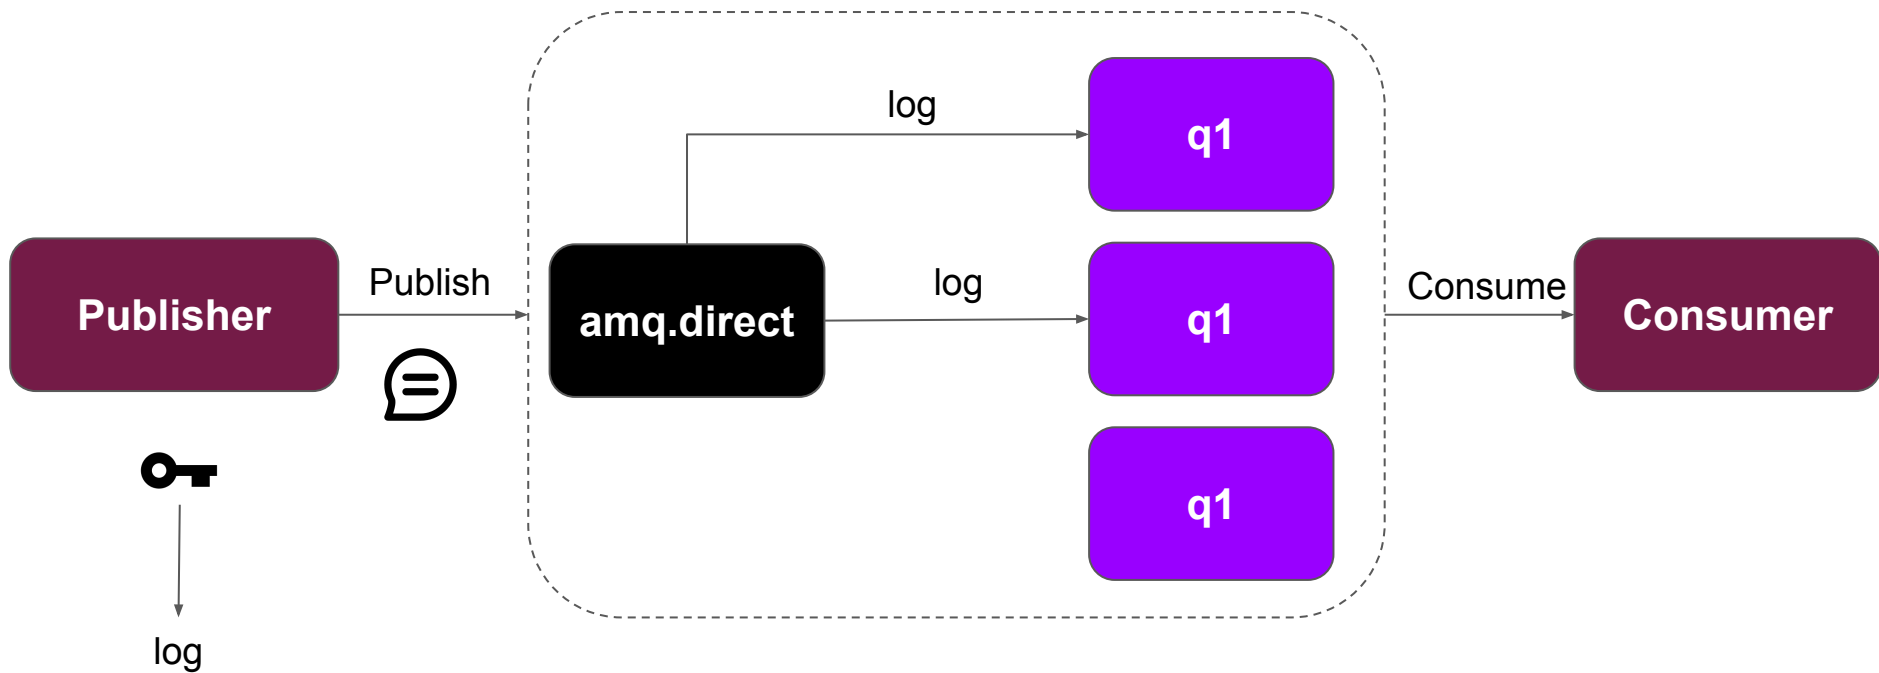 log
q1
Publisher
Publish
amq.direct
log
q1
Consume
Consumer
q1
log